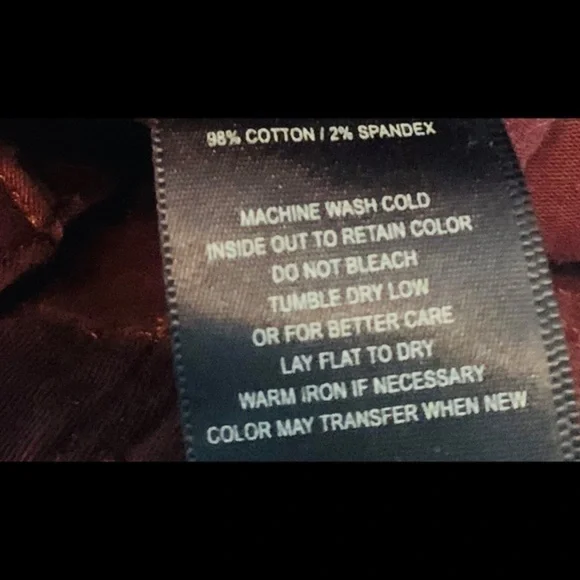 98% COTTON / 2% SPANDEX
MACHINE WASH COLD
INSIDE OUT TO RETAIN COLOR
DO NOT BLEACH
TUMBLE DRY LOW
OR FOR BETTER CARE
LAY FLAT TO DRY
WARM IRON IF NECESSARY
COLOR MAY TRANSFER WHEN NEW